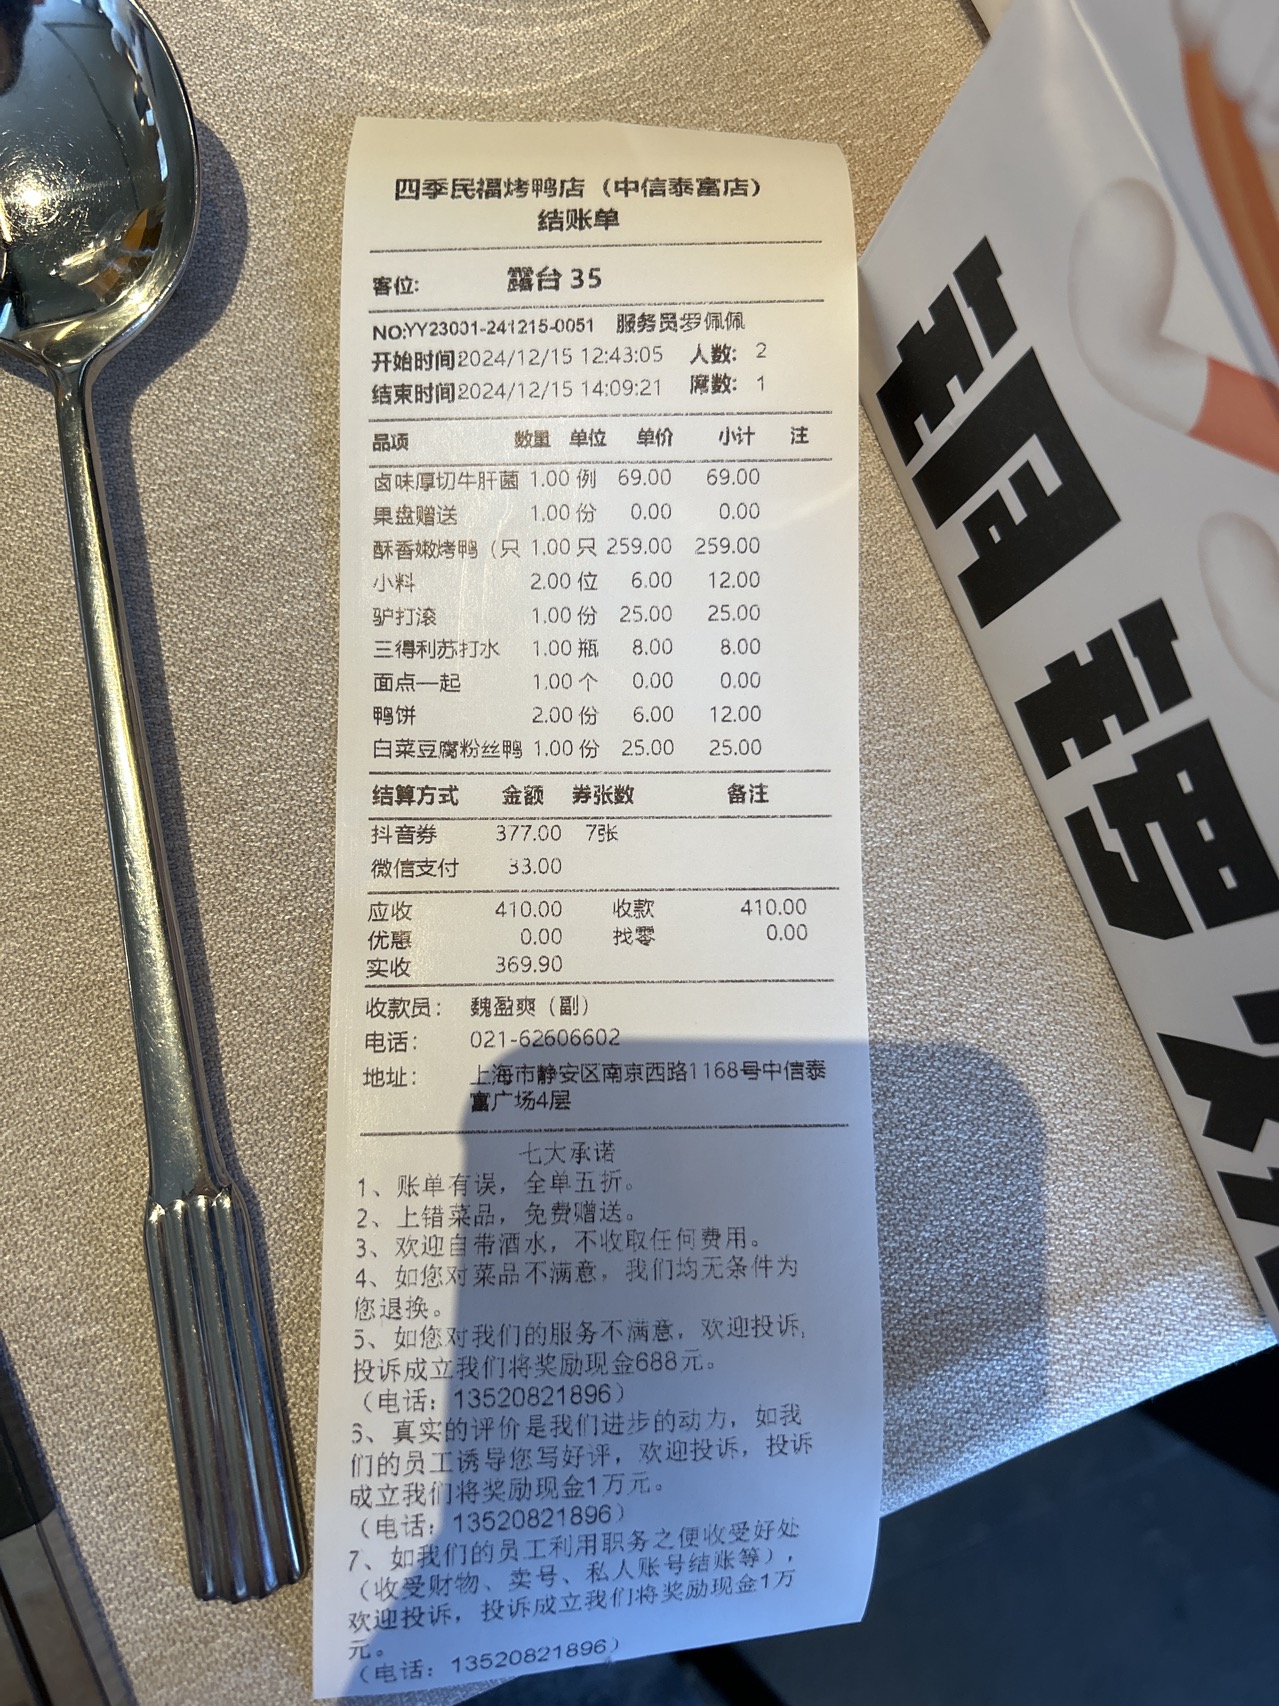 四季民福烤鸭店（中信泰富店）
结账单
客位: 露台 35
NO:YY23001-241215-0051 服务员:罗佩佩
开始时间2024/12/15 12:43:05 人数: 2
结束时间2024/12/15 14:09:21 席数: 1
品项 数量 单位 单价 小计 注
卤味厚切牛肝菌 1.00 例 69.00 69.00
果盘赠送 1.00 份 0.00 0.00
酥香嫩烤鸭（只 1.00 只 259.00 259.00
小料 2.00 位 6.00 12.00
驴打滚 1.00 份 25.00 25.00
三得利苏打水 1.00 瓶 8.00 8.00
面点一起 1.00 个 0.00 0.00
鸭饼 2.00 份 6.00 12.00
白菜豆腐粉丝鸭 1.00 份 25.00 25.00
结算方式 金额 券张数 备注
抖音券 377.00 7张
微信支付 33.00
应收 410.00 收款 410.00
优惠 0.00 找零 0.00
实收 369.90
收款员: 魏盈爽（副）
电话: 021-62606602
地址: 上海市静安区南京西路1168号中信泰
富广场4层
七大承诺
1、账单有误，全单五折。
2、上错菜品，免费赠送。
3、欢迎自带酒水，不收取任何费用。
4、如您对菜品不满意，我们均无条件为
您退换。
5、如您对我们的服务不满意，欢迎投诉，
投诉成立我们将奖励现金688元。
（电话：13520821896）
6、真实的评价是我们进步的动力，如我
们的员工诱导您写好评，欢迎投诉，投诉
成立我们将奖励现金1万元。
（电话：13520821896）
7、如我们的员工利用职务之便收受好处
（收受财物、卖号、私人账号结账等），
欢迎投诉，投诉成立我们将奖励现金1万
元。
（电话：13520821896）